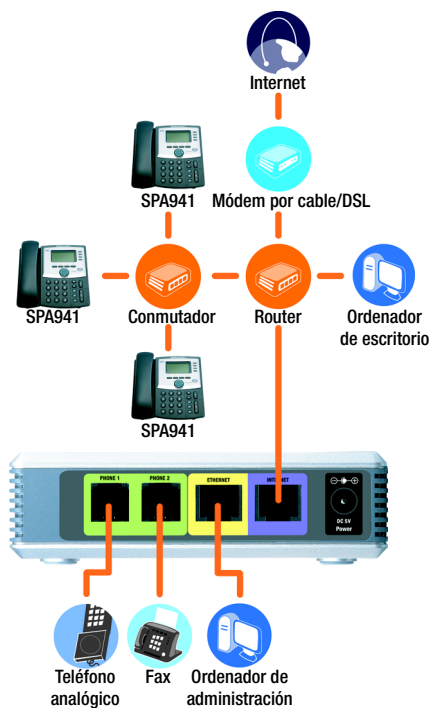 Internet
SPA941
Módem por cable/DSL
SPA941
Conmutador
Router
Ordenador
de escritorio
SPA941
PHONE 1
PHONE 2
ETHERNET
INTERNET
DC 5V
Power
Teléfono
analógico
Fax
Ordenador de
administración